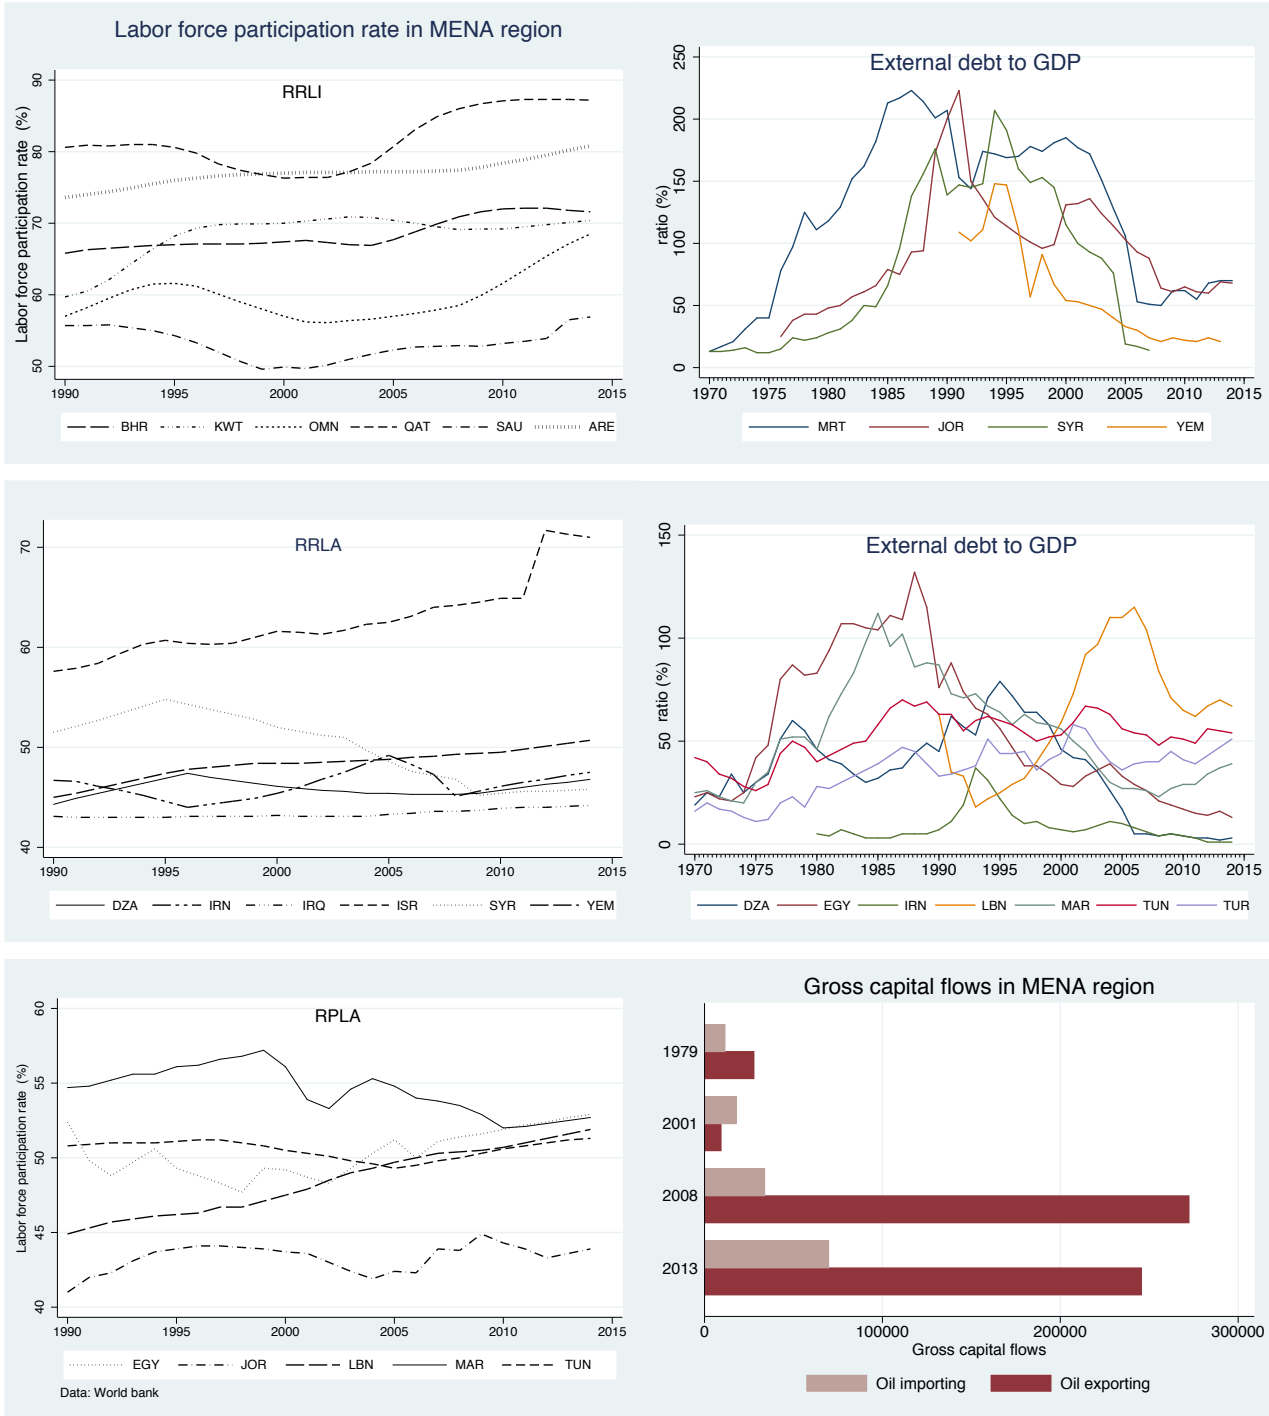 Labor force participation rate in MENA region
RRLI
Labor force participation rate (%)
90
80
70
60
50
1990 1995 2000 2005 2010 2015
BHR KWT OMN QAT SAU ARE
External debt to GDP
ratio (%)
250
200
150
100
50
0
1970 1975 1980 1985 1990 1995 2000 2005 2010 2015
MRT JOR SYR YEM
RRLA
70
60
50
40
1990 1995 2000 2005 2010 2015
DZA IRN IRQ ISR SYR YEM
External debt to GDP
ratio (%)
150
100
50
0
1970 1975 1980 1985 1990 1995 2000 2005 2010 2015
DZA EGY IRN LBN MAR TUN TUR
RPLA
Labor force participation rate (%)
60
55
50
45
40
1990 1995 2000 2005 2010 2015
EGY JOR LBN MAR TUN
Data: World bank
Gross capital flows in MENA region
1979
2001
2008
2013
0 100000 200000 300000
Gross capital flows
Oil importing Oil exporting